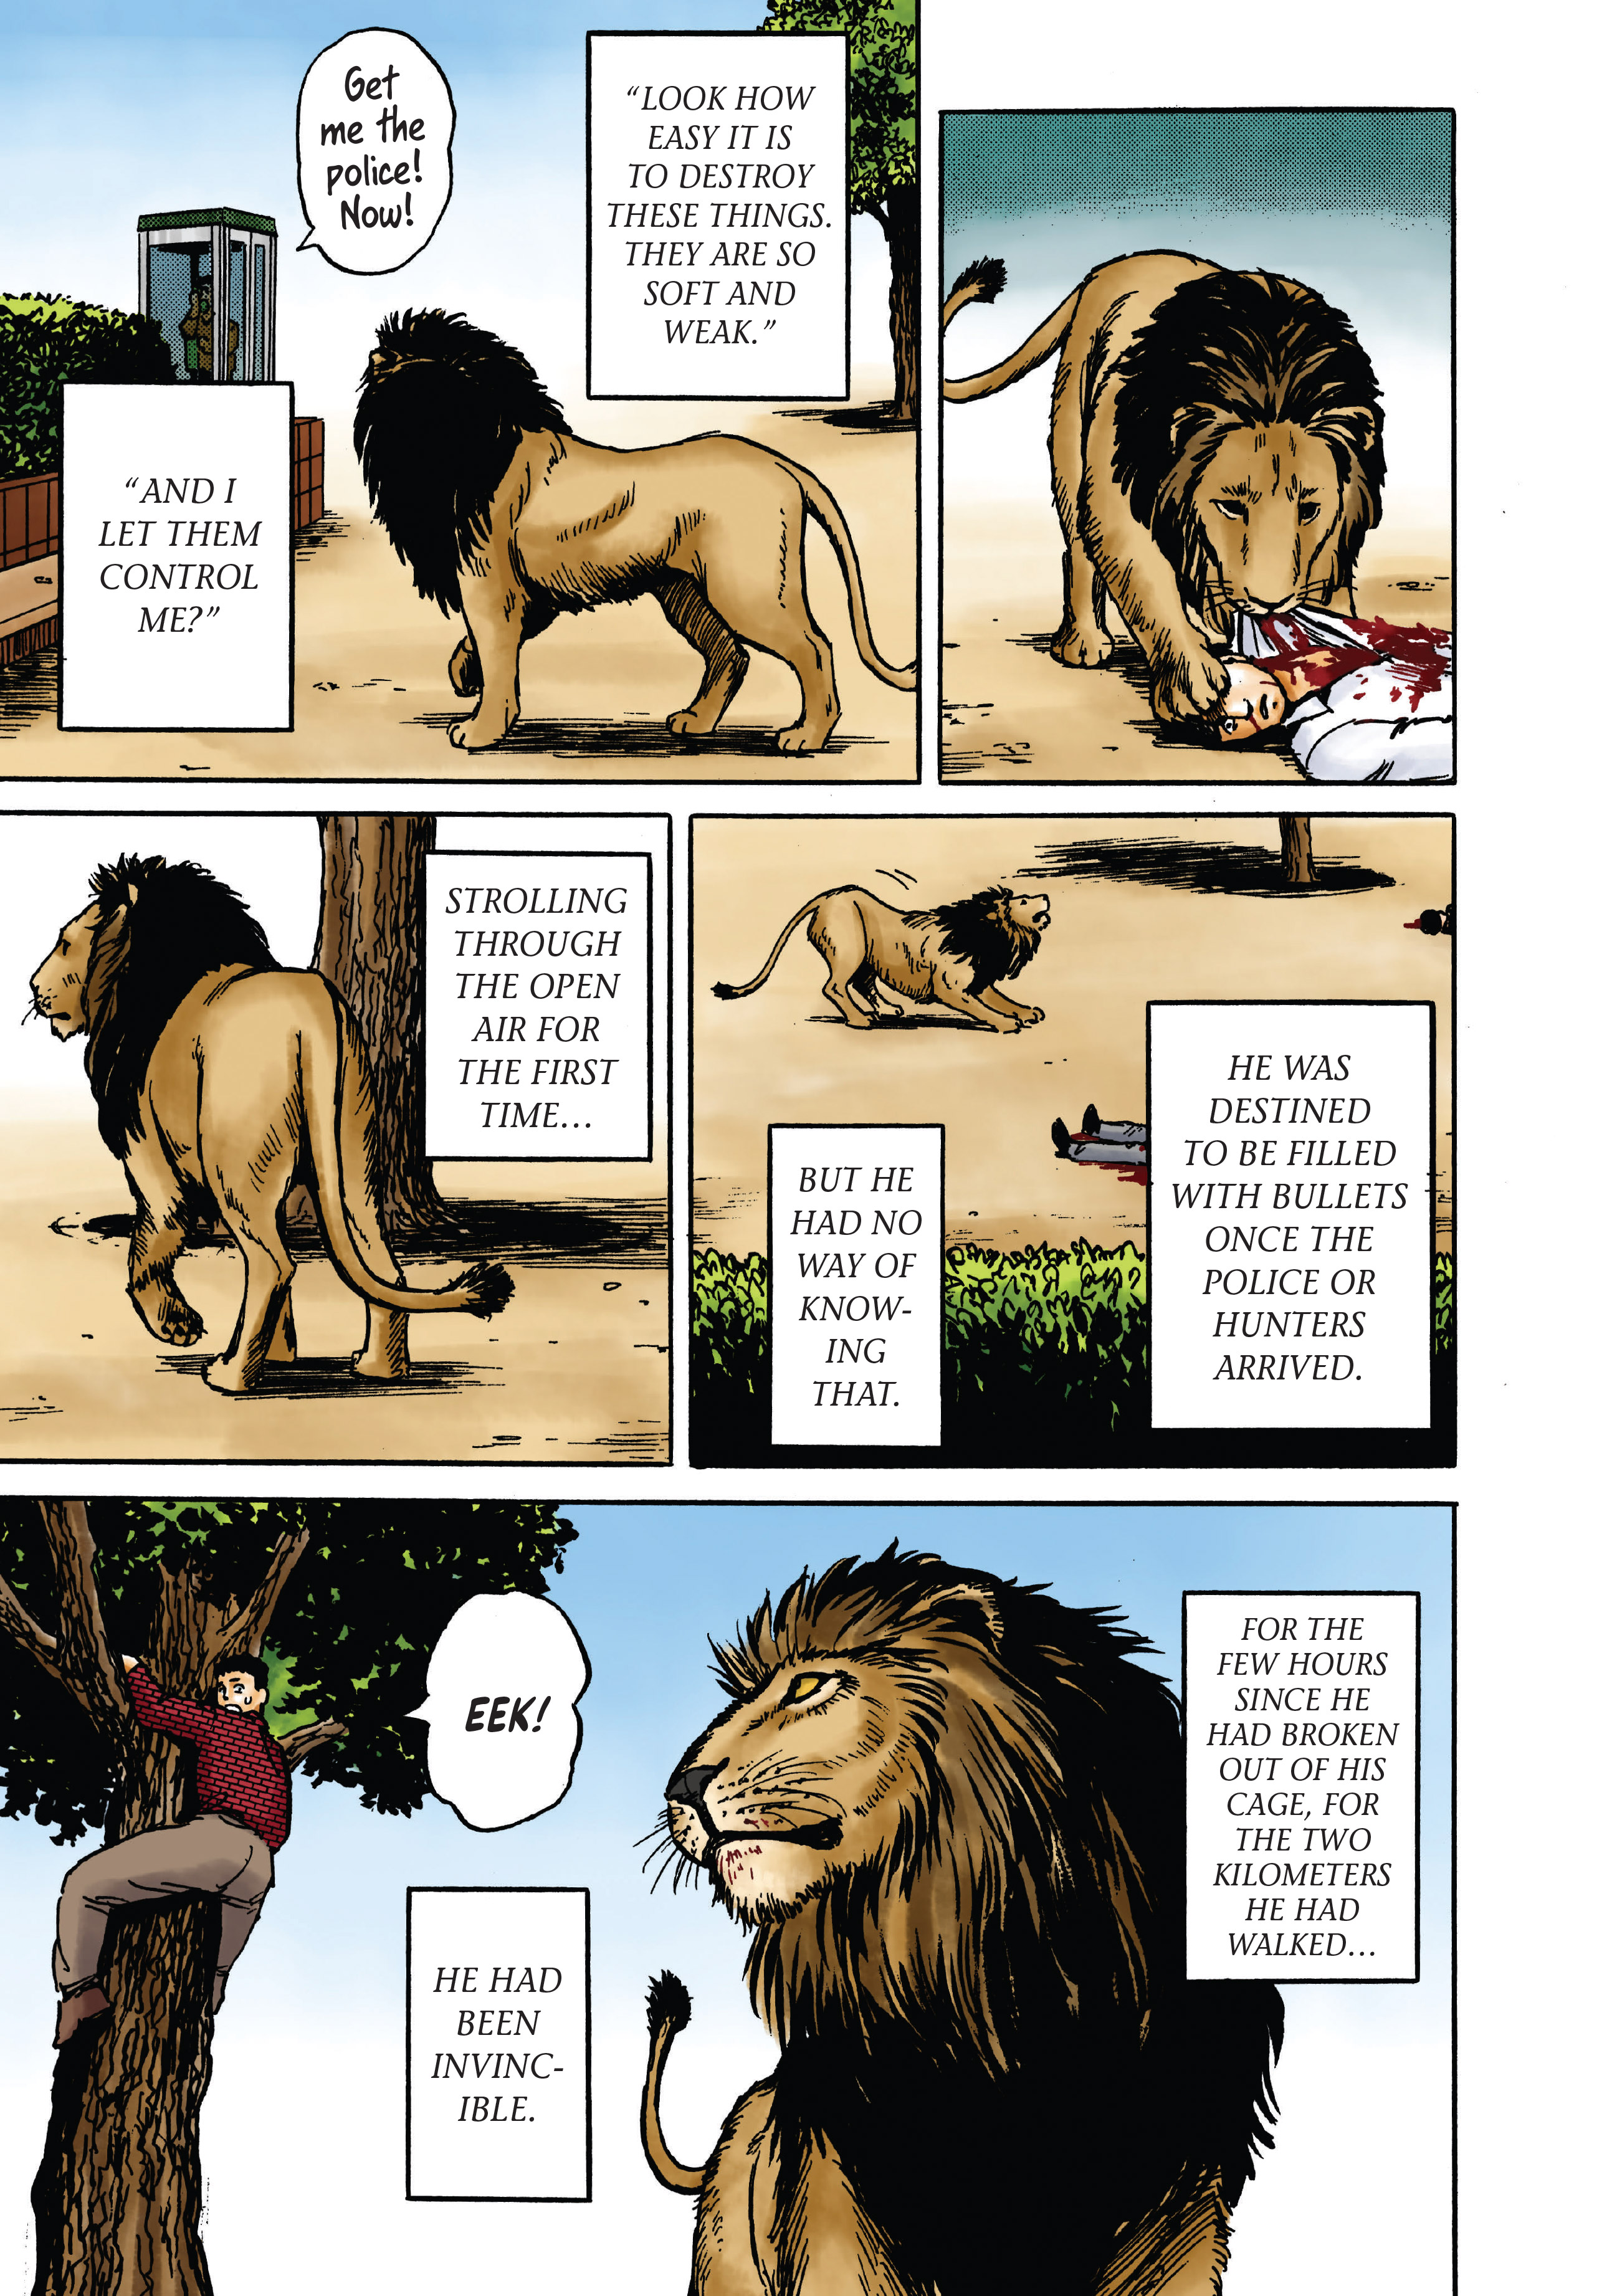 “LOOK HOW
EASY IT IS
TO DESTROY
THESE THINGS.
THEY ARE SO
SOFT AND
WEAK.”
Get
me the
police!
Now!
“AND I
LET THEM
CONTROL
ME?”
HE WAS
DESTINED
TO BE FILLED
WITH BULLETS
ONCE THE
POLICE OR
HUNTERS
ARRIVED.
BUT HE
HAD NO
WAY OF
KNOW-
ING
THAT.
STROLLING
THROUGH
THE OPEN
AIR FOR
THE FIRST
TIME...
FOR THE
FEW HOURS
SINCE HE
HAD BROKEN
OUT OF HIS
CAGE, FOR
THE TWO
KILOMETERS
HE HAD
WALKED...
EEK!
HE HAD
BEEN
INVINC-
IBLE.